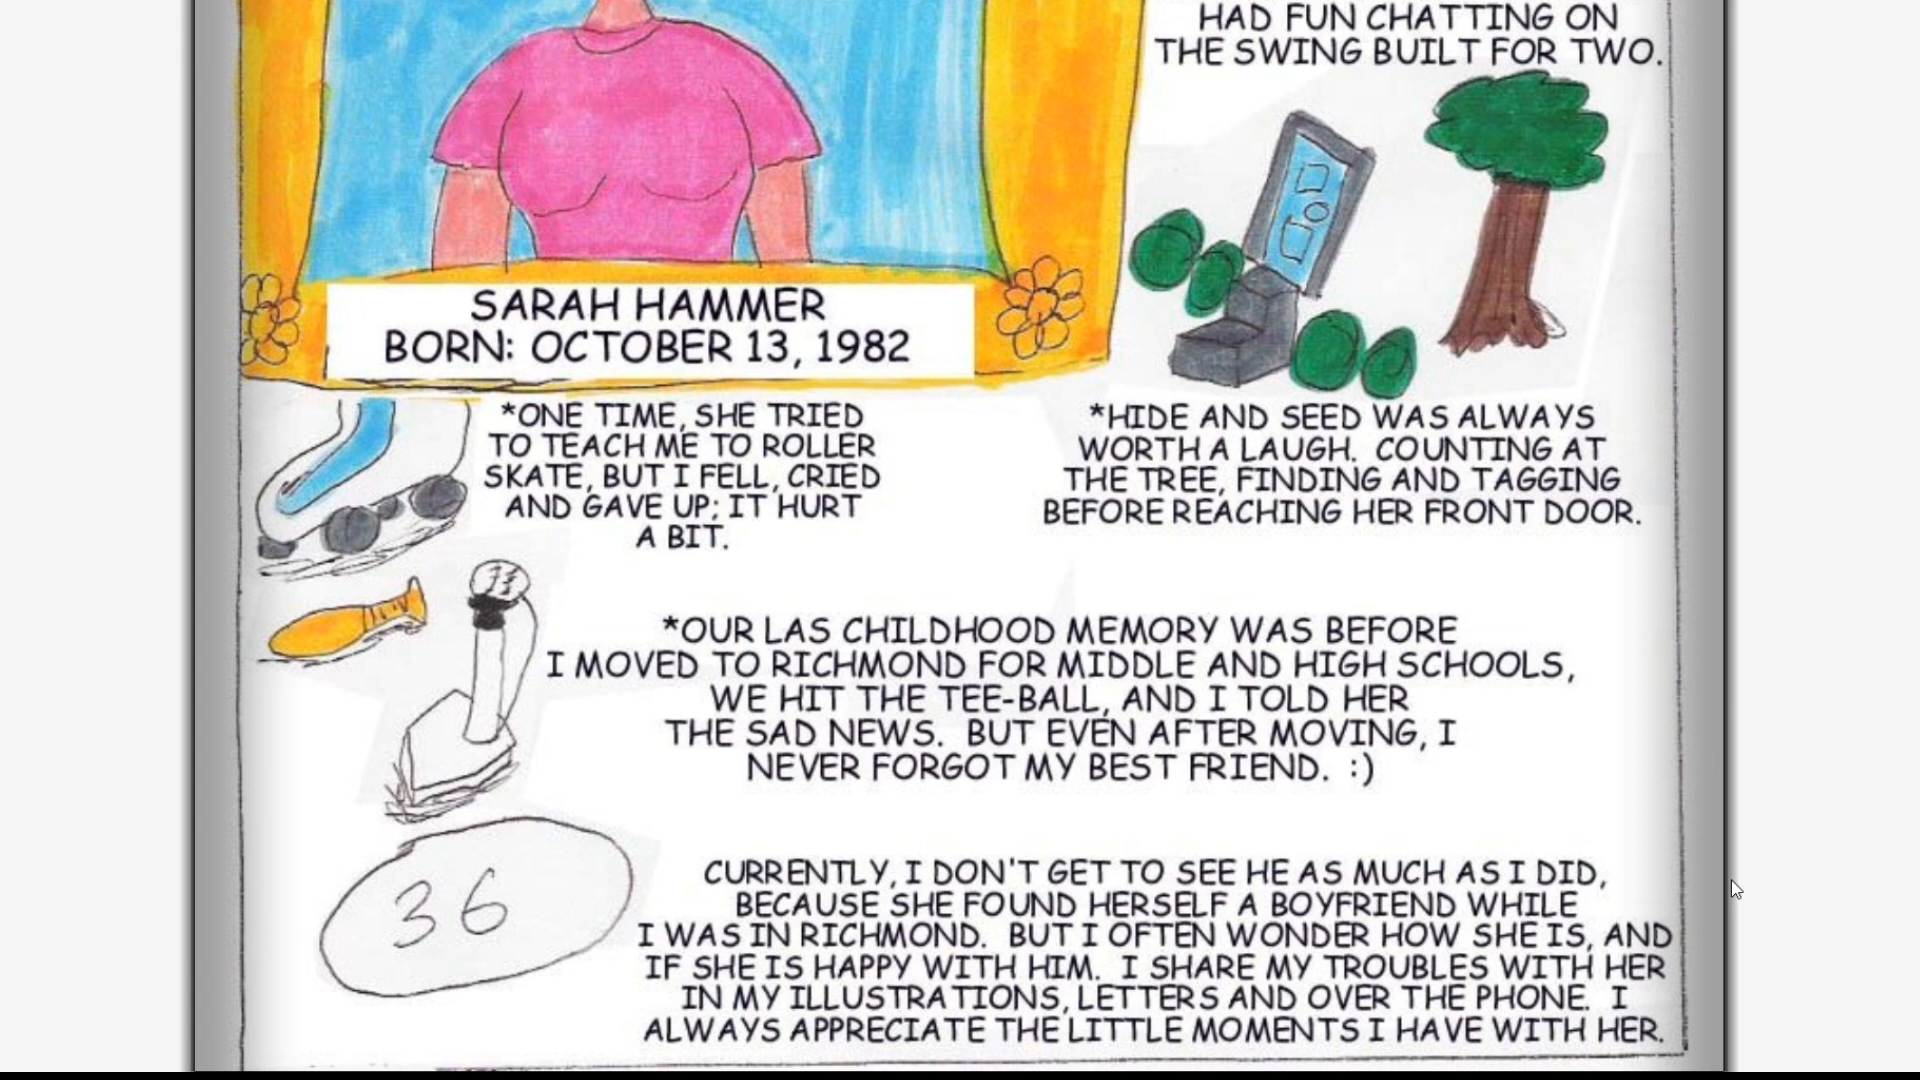 HAD FUN CHATTING ON
THE SWING BUILT FOR TWO.
SARAH HAMMER
BORN: OCTOBER 13, 1982
*ONE TIME, SHE TRIED
TO TEACH ME TO ROLLER
SKATE, BUT I FELL, CRIED
AND GAVE UP; IT HURT
A BIT.
*HIDE AND SEED WAS ALWAYS
WORTH A LAUGH. COUNTING AT
THE TREE, FINDING AND TAGGING
BEFORE REACHING HER FRONT DOOR.
*OUR LAS CHILDHOOD MEMORY WAS BEFORE
I MOVED TO RICHMOND FOR MIDDLE AND HIGH SCHOOLS,
WE HIT THE TEE-BALL, AND I TOLD HER
THE SAD NEWS. BUT EVEN AFTER MOVING, I
NEVER FORGOT MY BEST FRIEND. :)
36
CURRENTLY, I DON'T GET TO SEE HE AS MUCH AS I DID,
BECAUSE SHE FOUND HERSELF A BOYFRIEND WHILE
I WAS IN RICHMOND. BUT I OFTEN WONDER HOW SHE IS, AND
IF SHE IS HAPPY WITH HIM. I SHARE MY TROUBLES WITH HER
IN MY ILLUSTRATIONS, LETTERS AND OVER THE PHONE. I
ALWAYS APPRECIATE THE LITTLE MOMENTS I HAVE WITH HER.